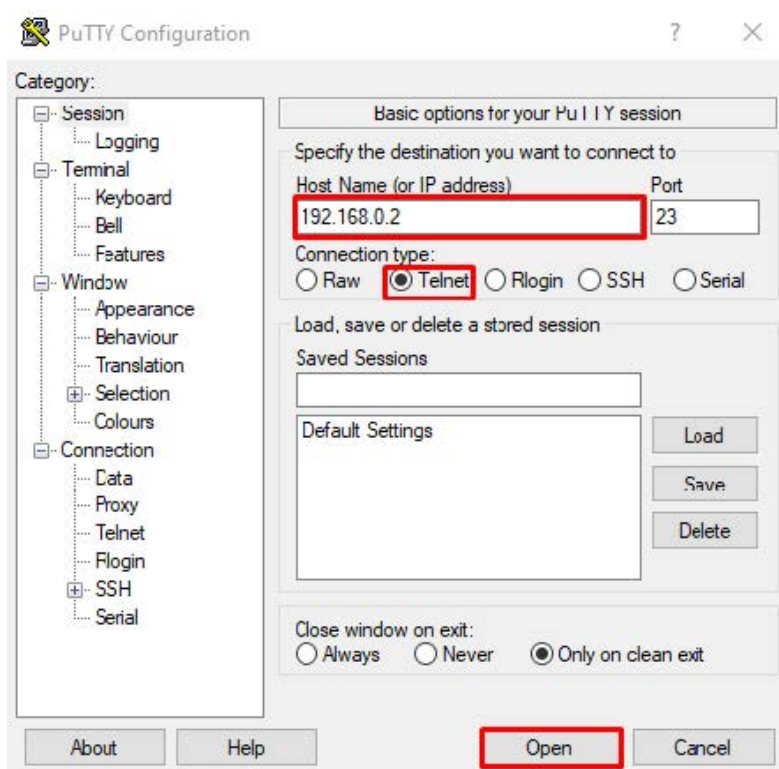 PuTTY Configuration
?
Category:
Session
Logging
Terminal
Keyboard
Bell
Features
Window
Appearance
Behaviour
Translation
Selection
Colours
Connection
Data
Proxy
Telnet
Rlogin
SSH
Serial
Basic options for your PuTTY session
Specify the destination you want to connect to
Host Name (or IP address) Port
192.168.0.2 23
Connection type:
Raw Telnet Rlogin SSH Serial
Load, save or delete a stored session
Saved Sessions
Default Settings
Load
Save
Delete
Close window on exit:
Always Never Only on clean exit
About Help Open Cancel